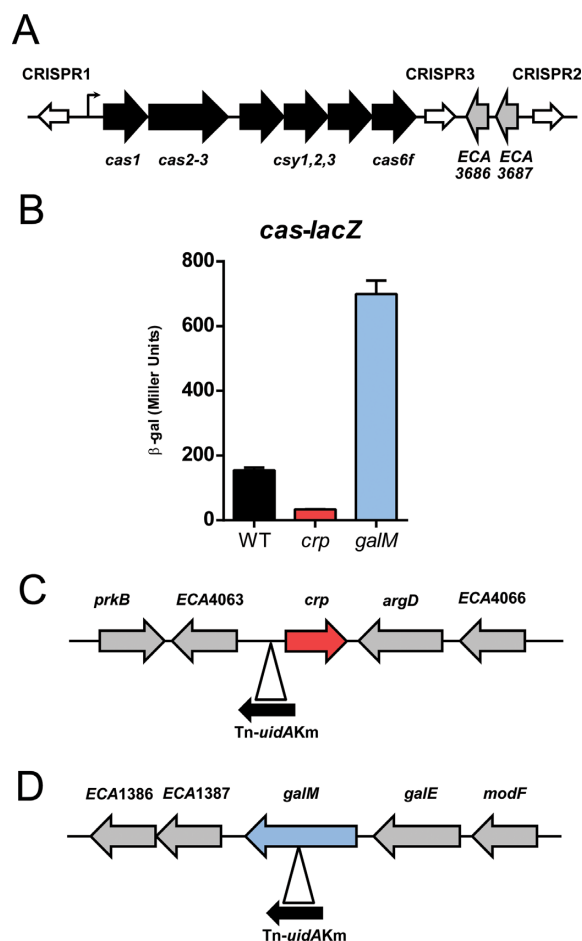 A
CRISPR1 CRISPR3 CRISPR2
cas1 cas2-3 csy1,2,3 cas6f ECA ECA
3686 3687
B
cas-lacZ
800
600
400
200
0
β-gal (Miller Units)
WT crp galM
C
prkB ECA4063 crp argD ECA4066
Tn-uidAKm
D
ECA1386 ECA1387 galM galE modF
Tn-uidAKm